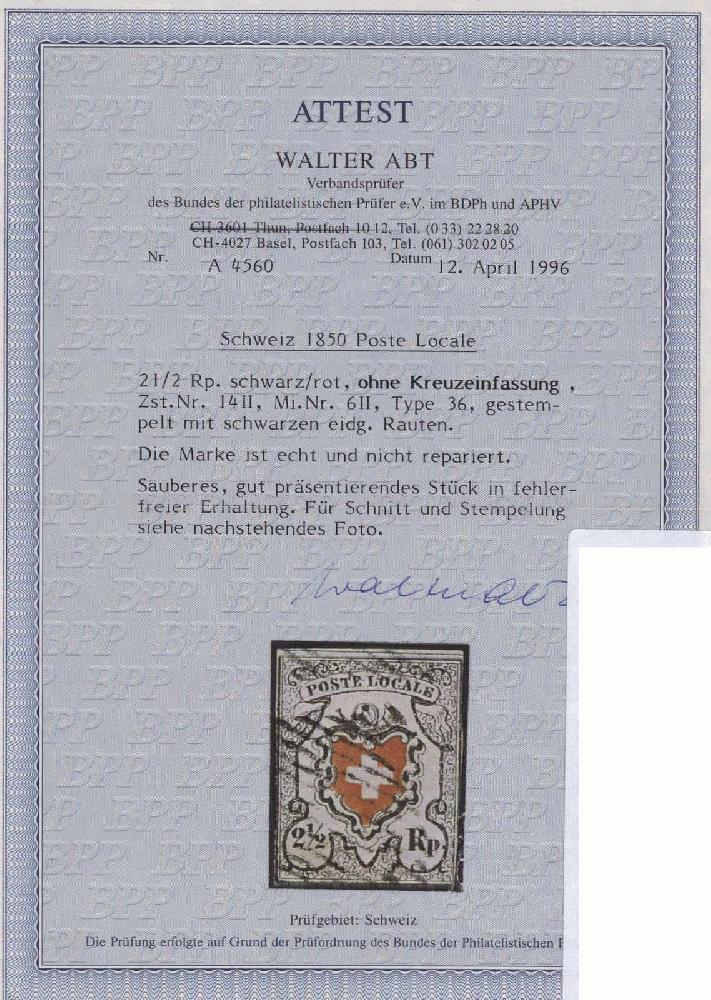 ATTEST
WALTER ABT
Verbandsprüfer
des Bundes der philatelistischen Prüfer e.V. im BDPh und APHV
CH-3601 Thun, Postfach 10 12, Tel. (0 33) 22 28 20
CH-4027 Basel, Postfach 103, Tel. (061) 302 02 05
Nr. A 4560 Datum 12. April 1996
Schweiz 1850 Poste Locale
21/2 Rp. schwarz/rot, ohne Kreuzeinfassung ,
Zst.Nr. 14II, Mi.Nr. 6II, Type 36, gestem-
pelt mit schwarzen eidg. Rauten.
Die Marke ist echt und nicht repariert.
Sauberes, gut präsentierendes Stück in fehler-
freier Erhaltung. Für Schnitt und Stempelung
siehe nachstehendes Foto.
POSTE LOCALE
2½ Rp.
Prüfgebiet: Schweiz
Die Prüfung erfolgte auf Grund der Prüfordnung des Bundes der Philatelistischen